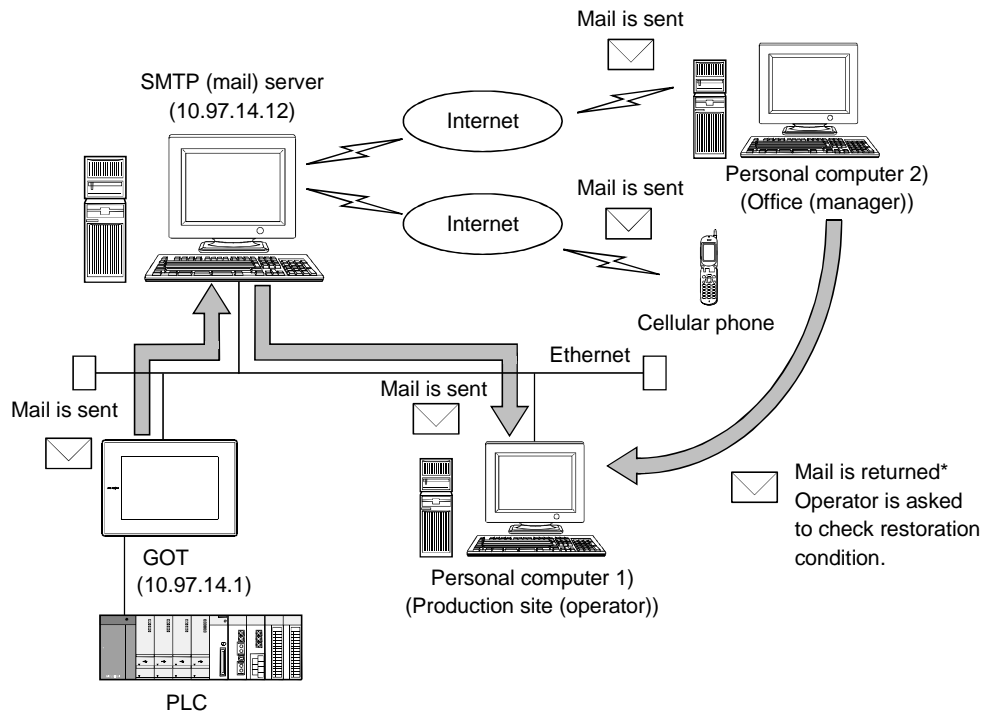 Mail is sent
SMTP (mail) server
(10.97.14.12)
Internet
Mail is sent
Personal computer 2)
(Office (manager))
Internet
Cellular phone
Ethernet
Mail is sent
Mail is sent
Mail is returned*
Operator is asked
to check restoration
condition.
GOT
(10.97.14.1)
Personal computer 1)
(Production site (operator))
PLC